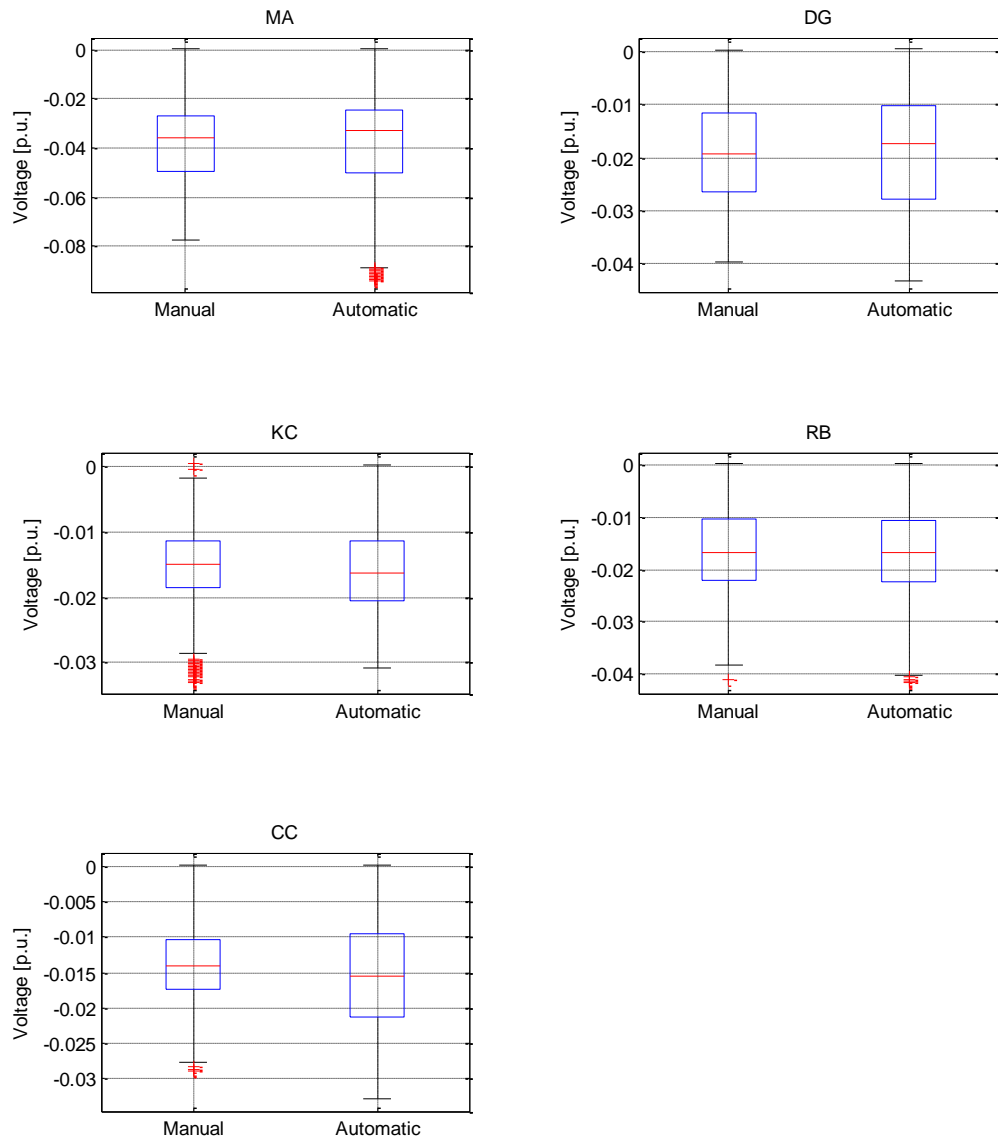 MA
0
-0.02
-0.04
-0.06
-0.08
Voltage [p.u.]
Manual Automatic
DG
0
-0.01
-0.02
-0.03
-0.04
Voltage [p.u.]
Manual Automatic
KC
0
-0.01
-0.02
-0.03
Voltage [p.u.]
Manual Automatic
RB
0
-0.01
-0.02
-0.03
-0.04
Voltage [p.u.]
Manual Automatic
CC
0
-0.005
-0.01
-0.015
-0.02
-0.025
-0.03
Voltage [p.u.]
Manual Automatic